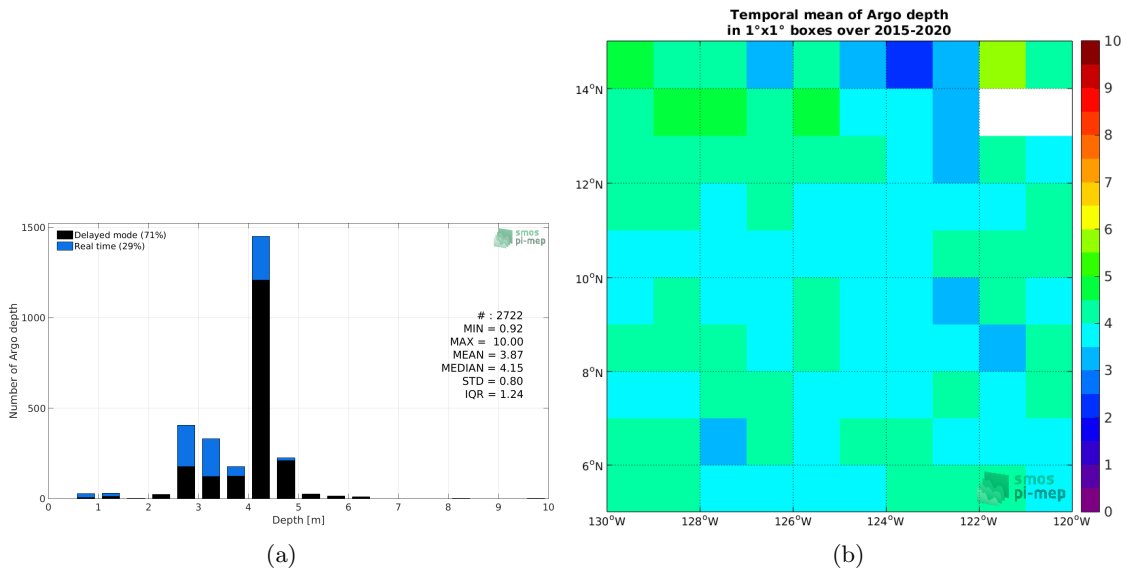 1500
1000
500
0
Number of Argo depth
Delayed mode (71%)
Real time (29%)
smos
pi-mep
# : 2722
MIN = 0.92
MAX = 10.00
MEAN = 3.87
MEDIAN = 4.15
STD = 0.80
IQR = 1.24
0 1 2 3 4 5 6 7 8 9 10
Depth [m]
(a)
Temporal mean of Argo depth
in 1°x1° boxes over 2015-2020
14°N
12°N
10°N
8°N
6°N
130°W 128°W 126°W 124°W 122°W 120°W
smos
pi-mep
10
9
8
7
6
5
4
3
2
1
0
(b)